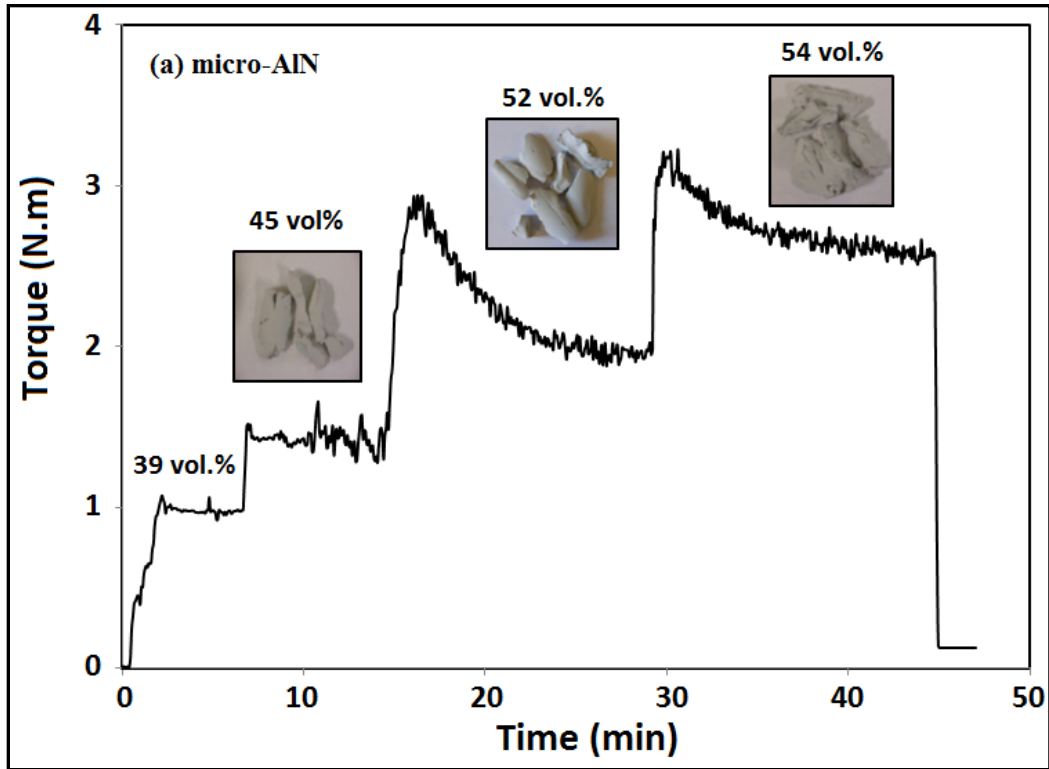 (a) micro-AlN
54 vol.%
52 vol.%
45 vol%
39 vol.%
Torque (N.m)
4
3
2
1
0
0 10 20 30 40 50
Time (min)